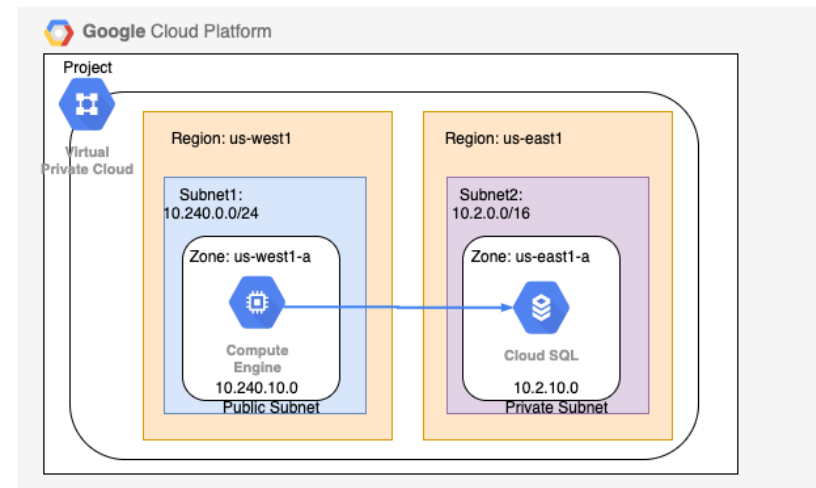 Google Cloud Platform
Project
Virtual
Private Cloud
Region: us-west1
Subnet1:
10.240.0.0/24
Zone: us-west1-a
Compute
Engine
10.240.10.0
Public Subnet
Region: us-east1
Subnet2:
10.2.0.0/16
Zone: us-east1-a
Cloud SQL
10.2.10.0
Private Subnet